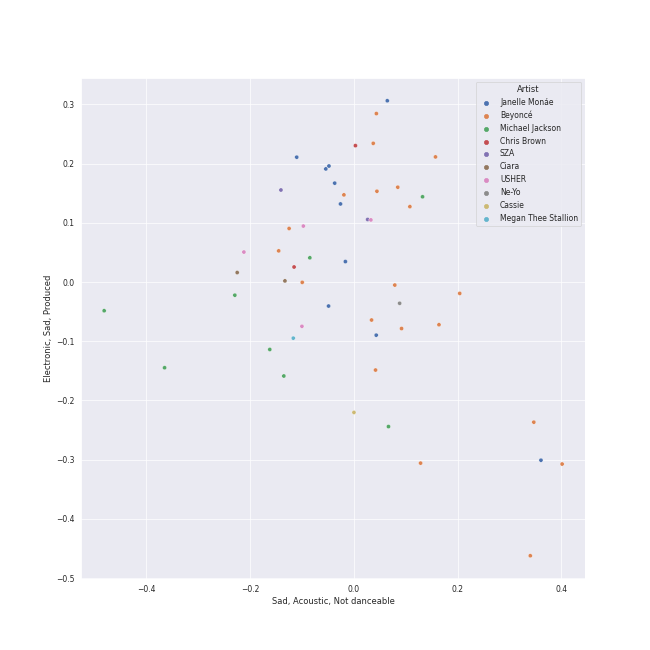 Artist
Janelle Monáe
Beyoncé
Michael Jackson
Chris Brown
SZA
Ciara
USHER
Ne-Yo
Cassie
Megan Thee Stallion
0.3
0.2
0.1
0.0
−0.1
−0.2
−0.3
−0.4
−0.5
Electronic, Sad, Produced
−0.4 −0.2 0.0 0.2 0.4
Sad, Acoustic, Not danceable